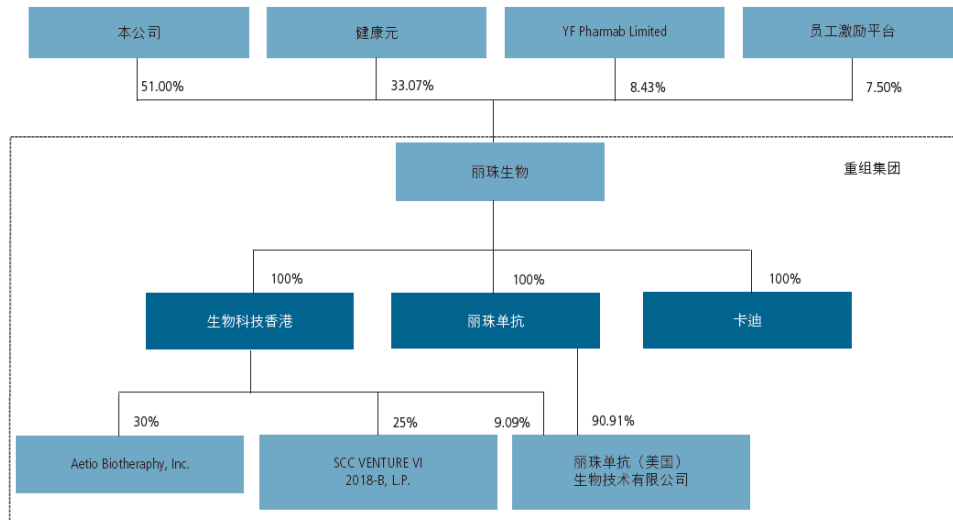 本公司
健康元
YF Pharmab Limited
员工激励平台
51.00%
33.07%
8.43%
7.50%
丽珠生物
重组集团
100%
100%
100%
生物科技香港
丽珠单抗
卡迪
30%
25%
9.09%
90.91%
Aetio Biotheraphy, Inc.
SCC VENTURE VI
2018-B, L.P.
丽珠单抗（美国）
生物技术有限公司